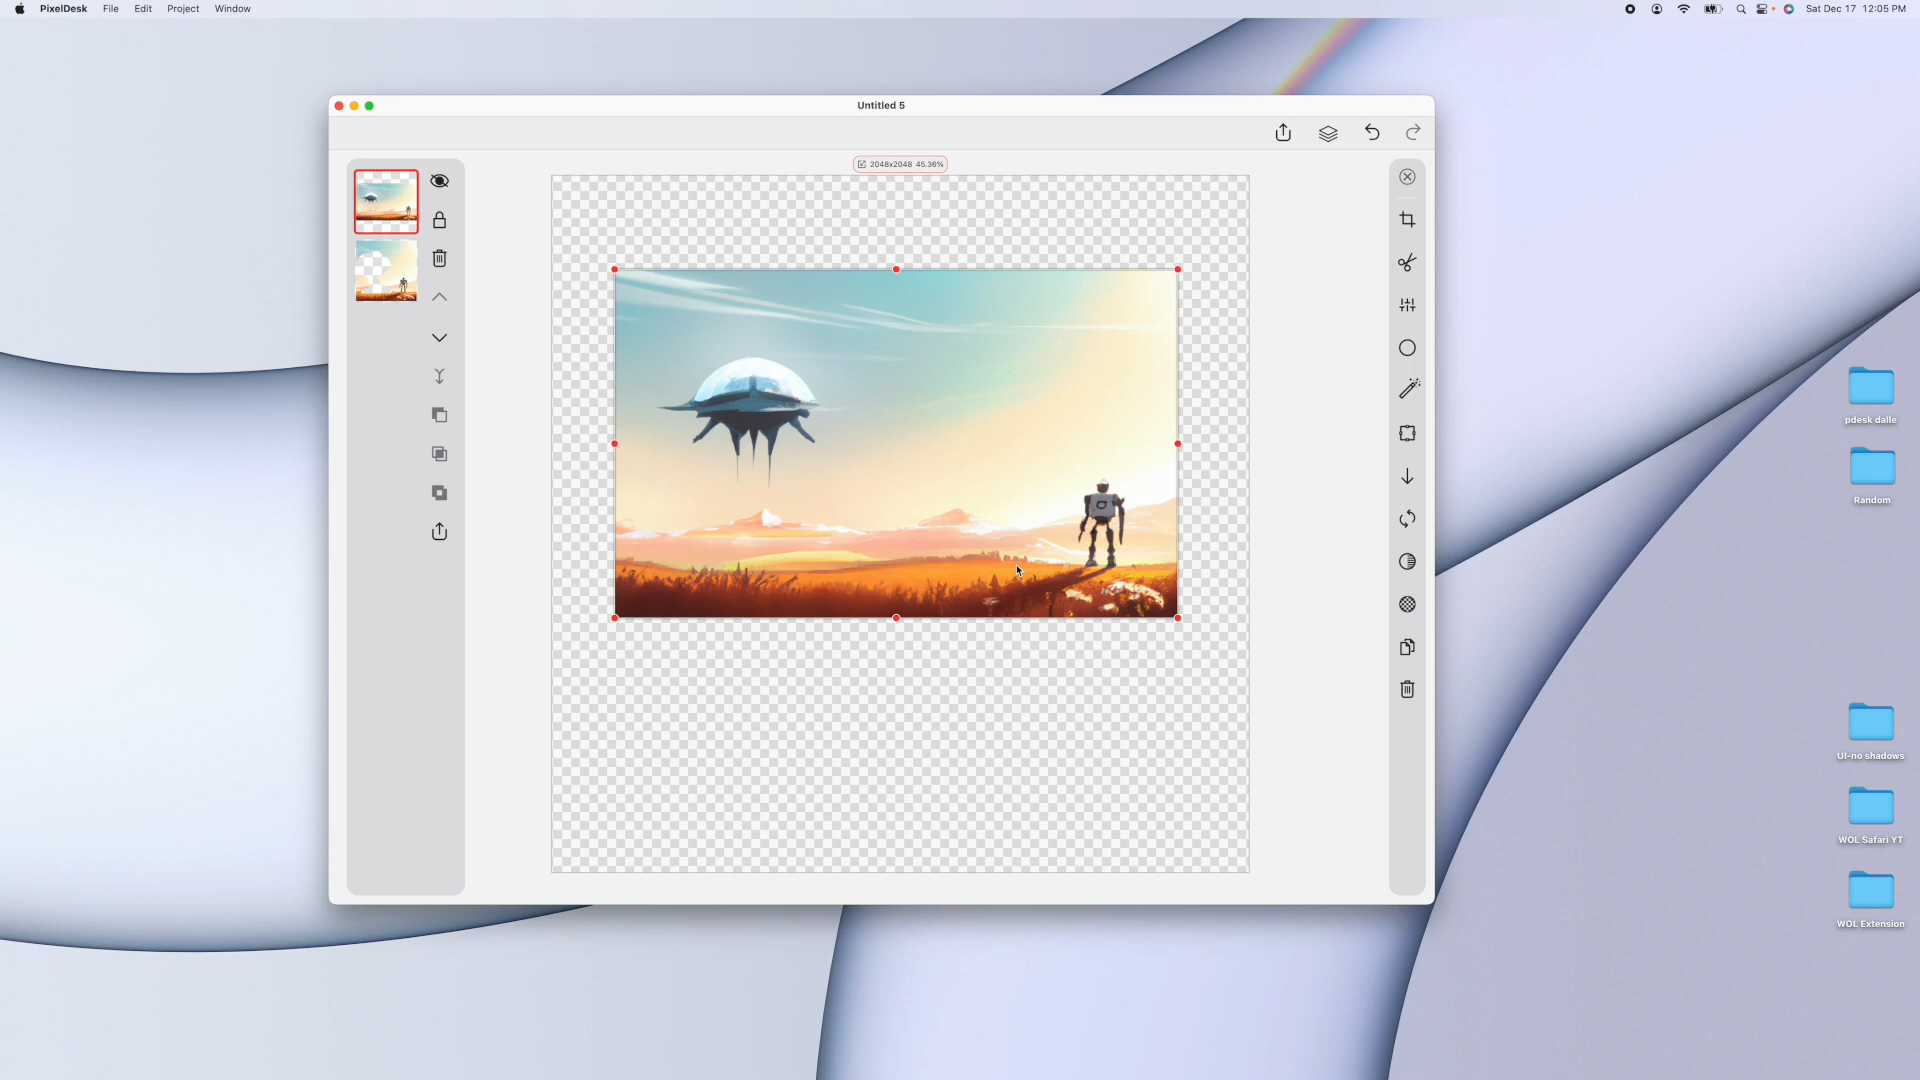 PixelDesk File Edit Project Window Sat Dec 17 12:05 PM
Untitled 5
2048x2048 45.36%
pdesk dalle
Random
UI-no shadows
WOL Safari YT
WOL Extension